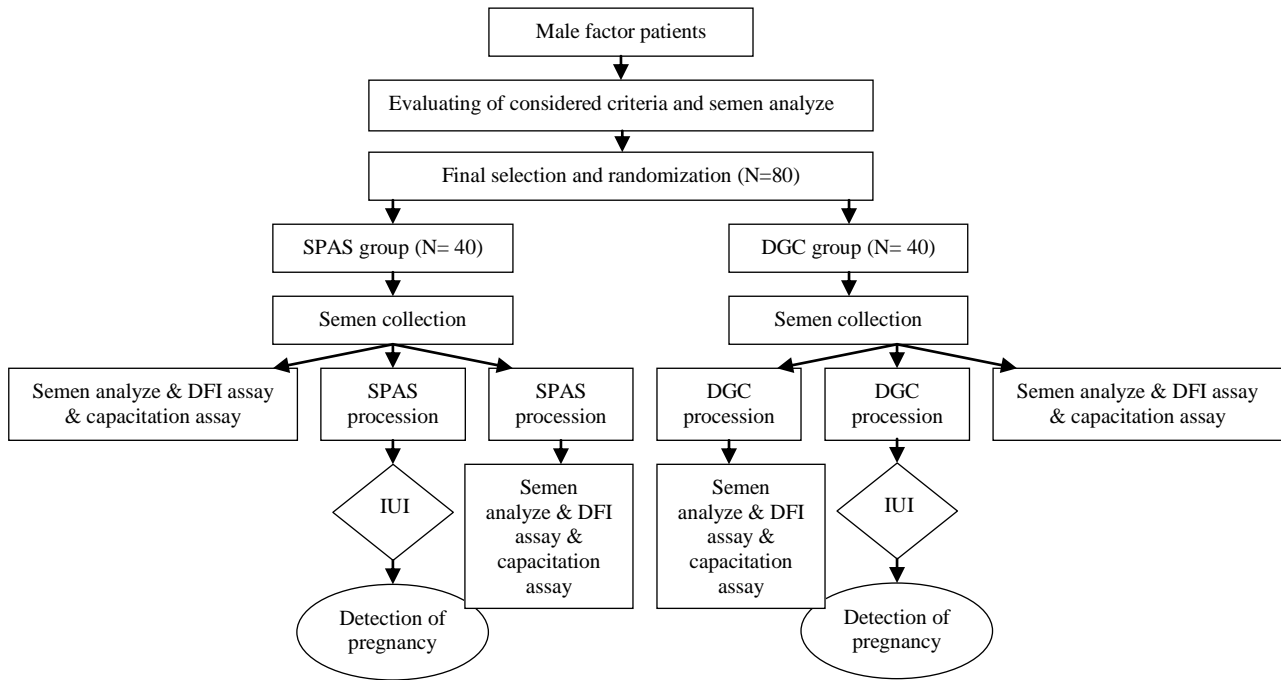 Male factor patients
Evaluating of considered criteria and semen analyze
Final selection and randomization (N=80)
SPAS group (N= 40)
DGC group (N= 40)
Semen collection
Semen collection
Semen analyze & DFI assay
& capacitation assay
SPAS
procession
SPAS
procession
DGC
procession
DGC
procession
Semen analyze & DFI assay
& capacitation assay
IUI
Semen
analyze & DFI
assay &
capacitation
assay
Semen
analyze & DFI
assay &
capacitation
assay
IUI
Detection of
pregnancy
Detection of
pregnancy